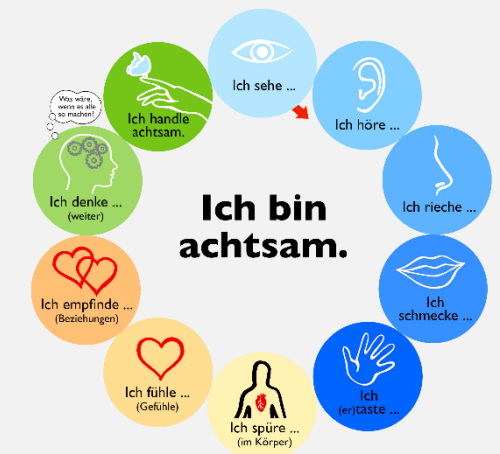 Ich bin
achtsam.
Ich sehe ...
Ich höre ...
Ich rieche ...
Ich
schmecke ...
Ich
(er)taste ...
Ich spüre ...
(im Körper)
Ich fühle ...
(Gefühle)
Ich empfinde ...
(Beziehungen)
Ich denke ...
(weiter)
Was wäre,
wenn es alle
so machen?
Ich handle
achtsam.